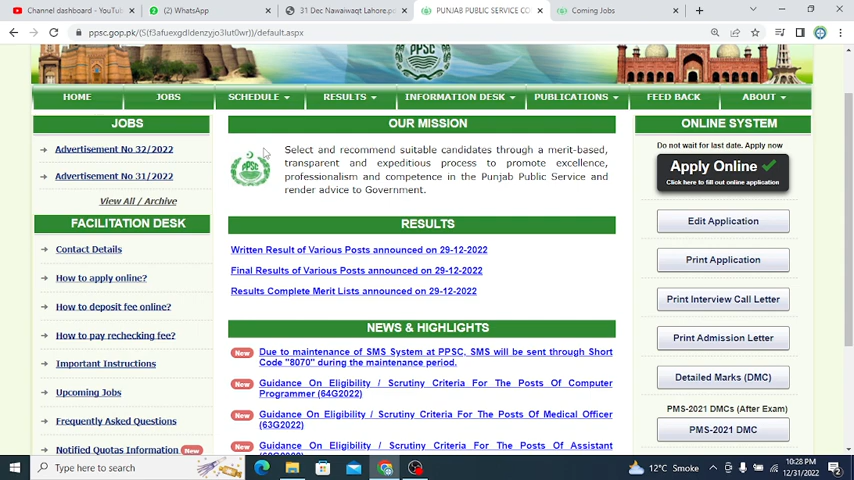 Channel dashboard - YouTube
(2) WhatsApp
31 Dec Nawaiwaqt Lahore.p
PUNJAB PUBLIC SERVICE CO
Coming Jobs
ppsc.gop.pk/(S(f3afuexgdldenzyjo3lut0wr))/default.aspx
PPSC
HOME JOBS SCHEDULE RESULTS INFORMATION DESK PUBLICATIONS FEED BACK ABOUT
JOBS
Advertisement No 32/2022
Advertisement No 31/2022
View All / Archive
FACILITATION DESK
Contact Details
How to apply online?
How to deposit fee online?
How to pay rechecking fee?
Important Instructions
Upcoming Jobs
Frequently Asked Questions
Notified Quotas Information New
OUR MISSION
PPSC
Select and recommend suitable candidates through a merit-based,
transparent and expeditious process to promote excellence,
professionalism and competence in the Punjab Public Service and
render advice to Government.
RESULTS
Written Result of Various Posts announced on 29-12-2022
Final Results of Various Posts announced on 29-12-2022
Results Complete Merit Lists announced on 29-12-2022
NEWS & HIGHLIGHTS
New Due to maintenance of SMS System at PPSC, SMS will be sent through Short
Code "8070" during the maintenance period.
New Guidance On Eligibility / Scrutiny Criteria For The Posts Of Computer
Programmer (64G2022)
New Guidance On Eligibility / Scrutiny Criteria For The Posts Of Medical Officer
(63G2022)
New Guidance On Eligibility / Scrutiny Criteria For The Posts Of Assistant
ONLINE SYSTEM
Do not wait for last date. Apply now
Apply Online
Click here to fill out online application
Edit Application
Print Application
Print Interview Call Letter
Print Admission Letter
Detailed Marks (DMC)
PMS-2021 DMCs (After Exam)
PMS-2021 DMC
Type here to search
12°C Smoke
10:28 PM
12/31/2022
2